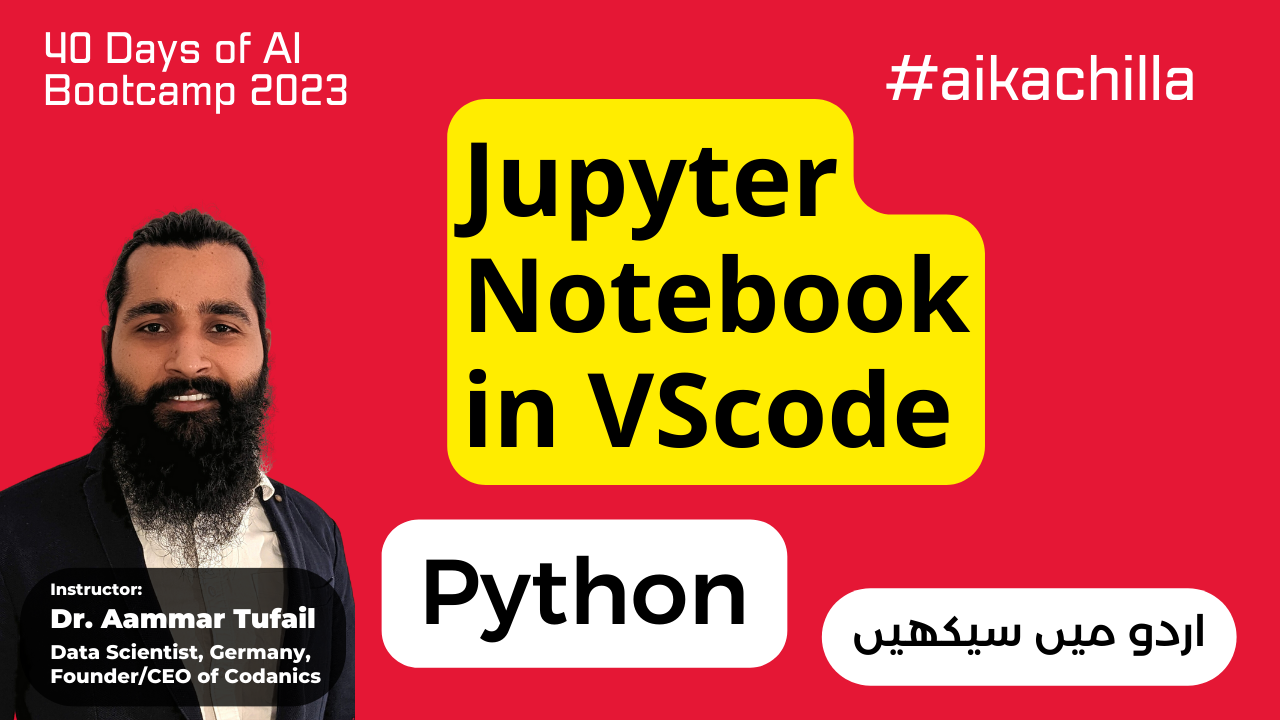 40 Days of AI
Bootcamp 2023
#aikachilla
Jupyter
Notebook
in VScode
Python
اردو میں سیکھیں
Instructor:
Dr. Aammar Tufail
Data Scientist, Germany,
Founder/CEO of Codanics